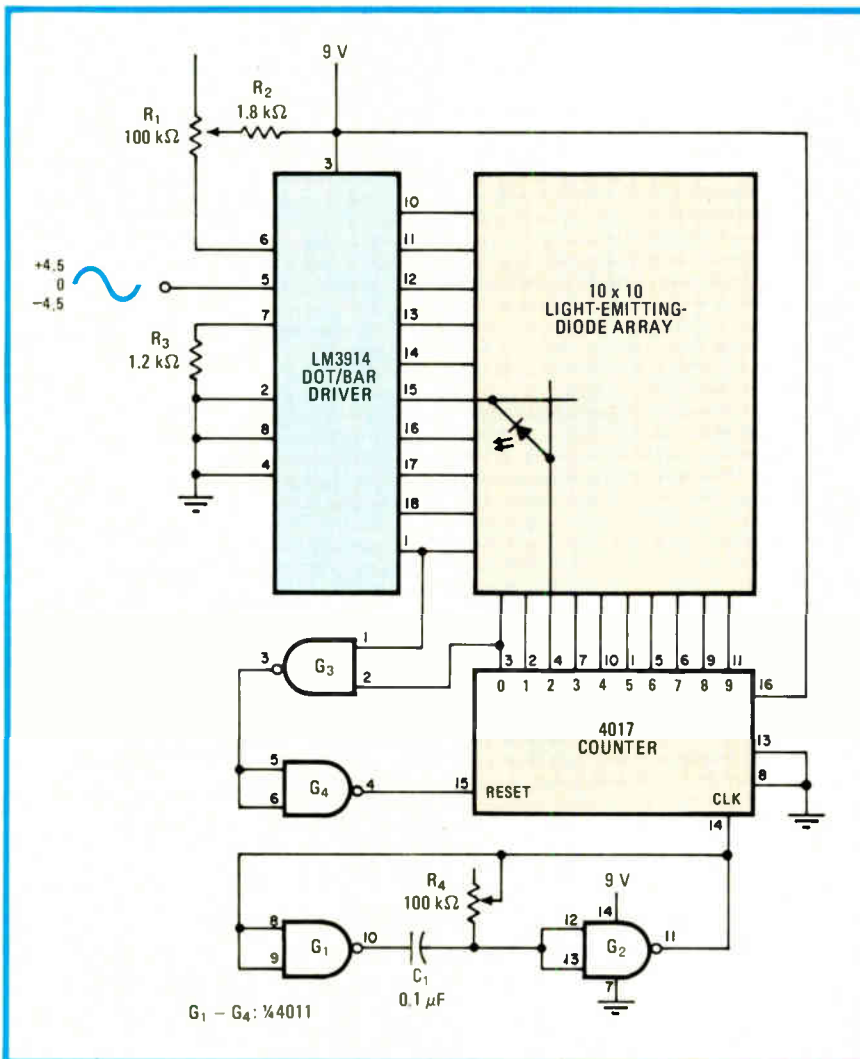 9 V
R2
1.8 kΩ
R1
100 kΩ
3
6
5
7
2
8
4
+4.5
0
−4.5
R3
1.2 kΩ
LM3914
DOT/BAR
DRIVER
10
11
12
13
14
15
16
17
18
1
10 x 10
LIGHT-EMITTING-
DIODE ARRAY
3 2 4 7 10 1 5 6 9 11
0 1 2 3 4 5 6 7 8 9
16
4017
COUNTER
13
8
15 RESET
CLK
14
3 G3 1
2
5
6 G4 4
R4
100 kΩ
9 V
8
9 G1 10
C1
0.1 µF
12
13 G2 11
14
7
G1 – G4: ¼4011